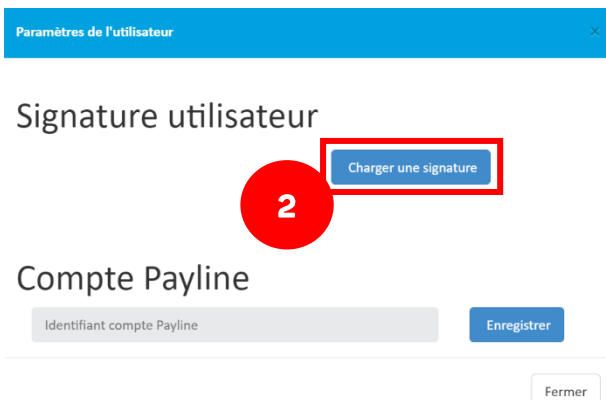 Paramètres de l'utilisateur ×
Signature utilisateur
Charger une signature
2
Compte Payline
Identifiant compte Payline Enregistrer
Fermer